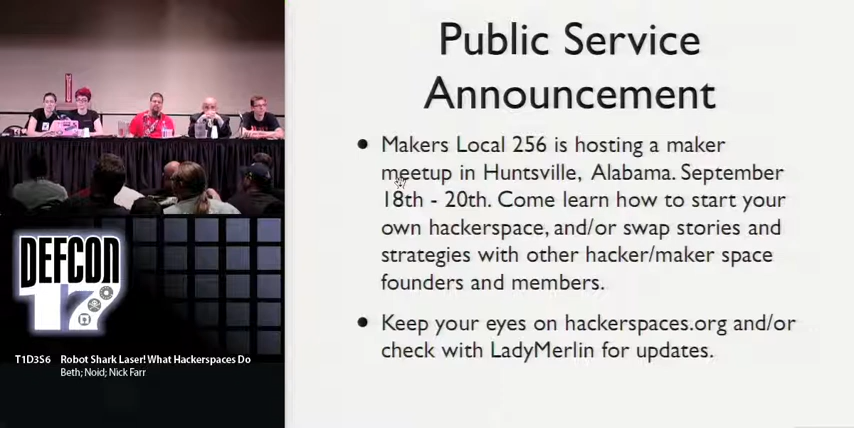 Public Service
Announcement
• Makers Local 256 is hosting a maker
meetup in Huntsville, Alabama. September
18th - 20th. Come learn how to start your
own hackerspace, and/or swap stories and
strategies with other hacker/maker space
founders and members.
• Keep your eyes on hackerspaces.org and/or
check with LadyMerlin for updates.
DEFCON
17
T1D3S6 Robot Shark Laser! What Hackerspaces Do
Beth; Noid; Nick Farr